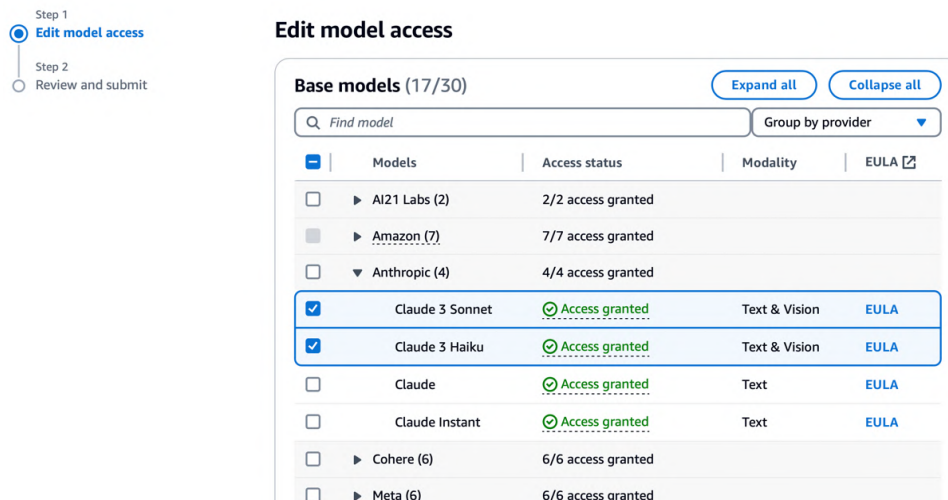 Step 1
Edit model access
Step 2
Review and submit
Edit model access
Base models (17/30)
Expand all
Collapse all
Find model
Group by provider
Models Access status Modality EULA
AI21 Labs (2) 2/2 access granted
Amazon (7) 7/7 access granted
Anthropic (4) 4/4 access granted
Claude 3 Sonnet Access granted Text & Vision EULA
Claude 3 Haiku Access granted Text & Vision EULA
Claude Access granted Text EULA
Claude Instant Access granted Text EULA
Cohere (6) 6/6 access granted
Meta (6) 6/6 access granted